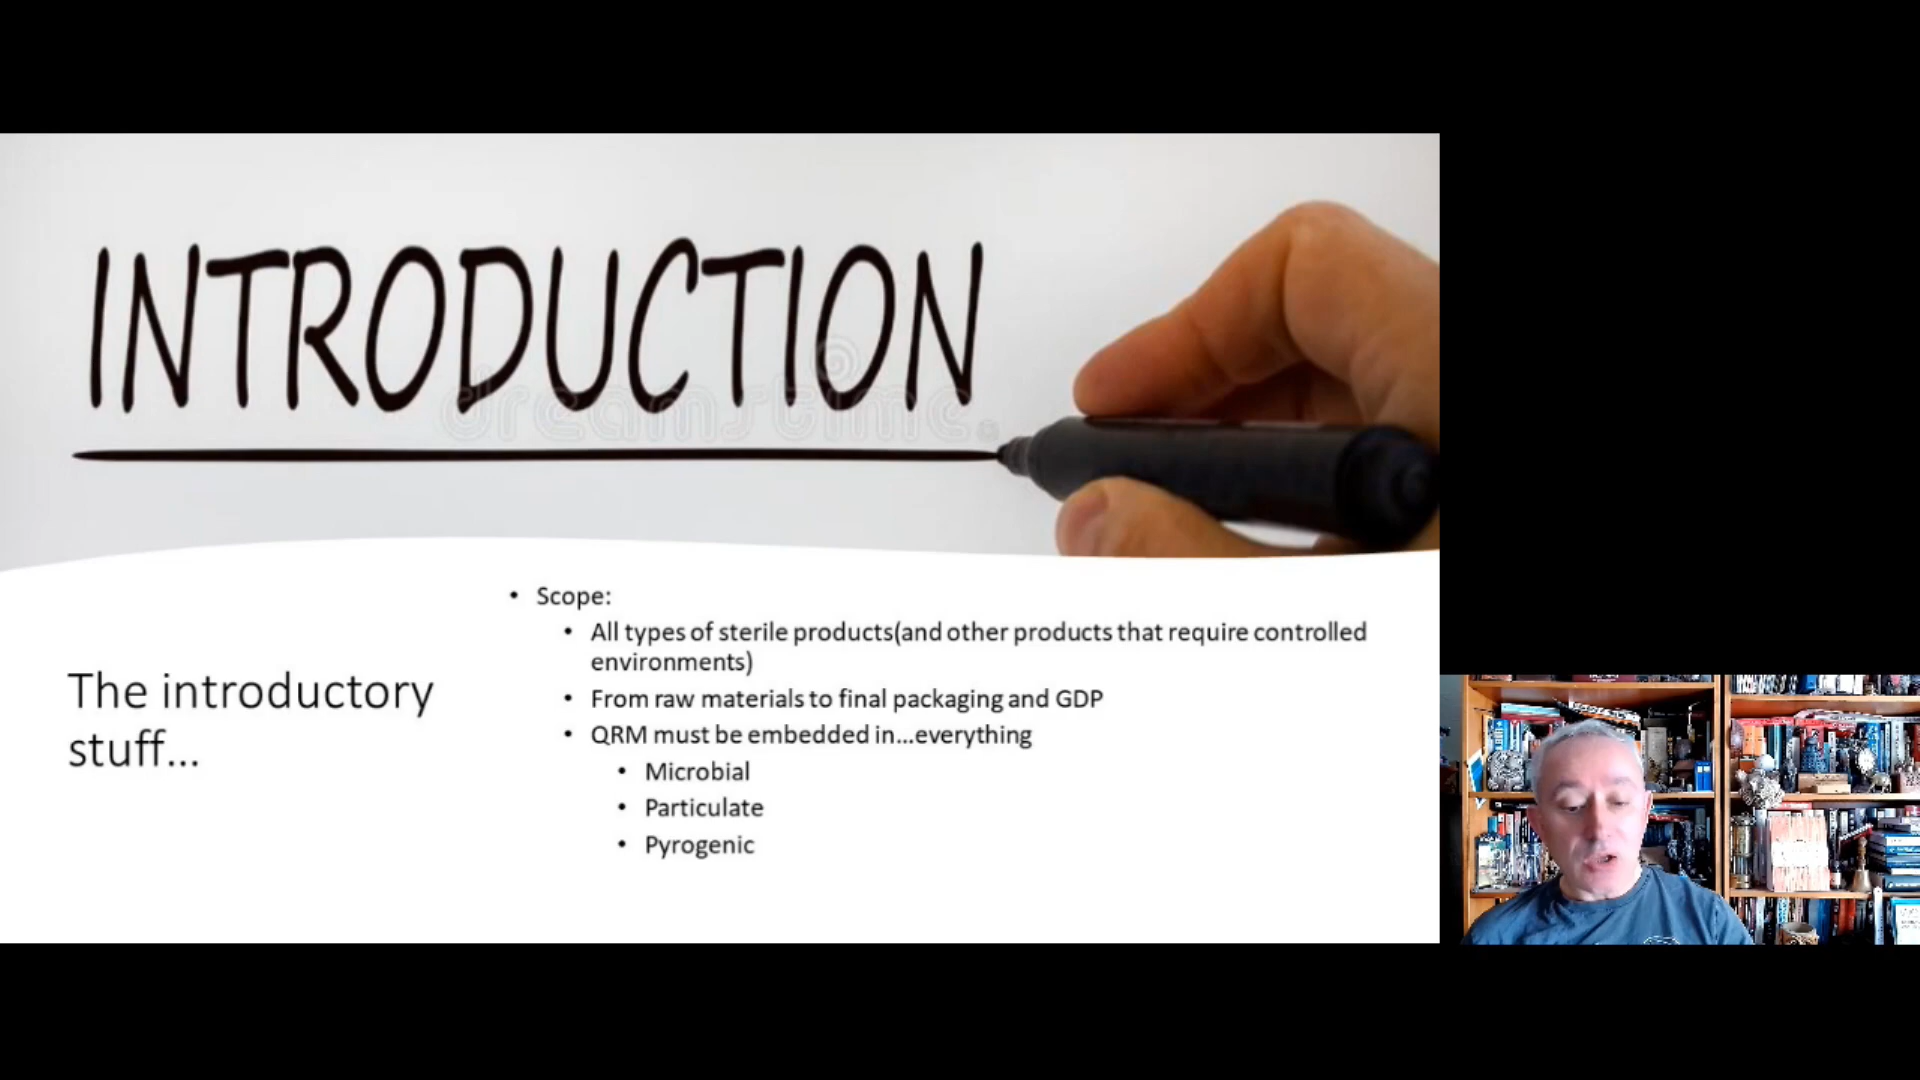 INTRODUCTION
dreamstime
The introductory
stuff...
• Scope:
• All types of sterile products(and other products that require controlled
environments)
• From raw materials to final packaging and GDP
• QRM must be embedded in...everything
• Microbial
• Particulate
• Pyrogenic